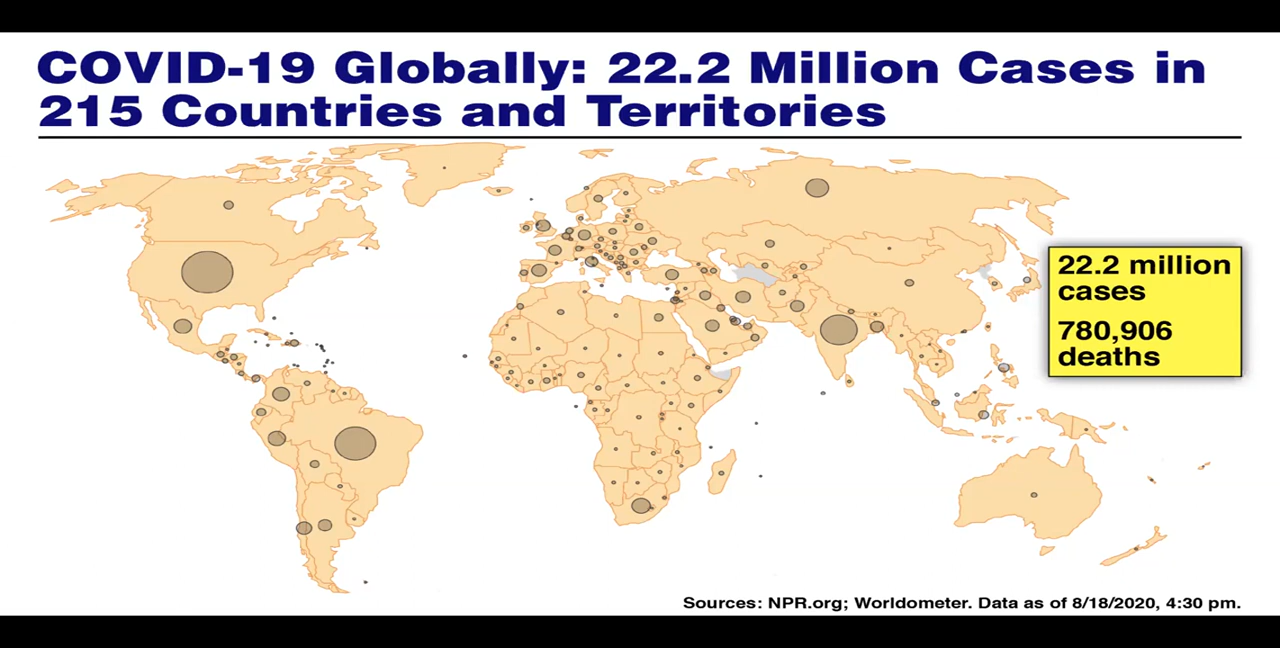 COVID-19 Globally: 22.2 Million Cases in
215 Countries and Territories
22.2 million
cases
780,906
deaths
Sources: NPR.org; Worldometer. Data as of 8/18/2020, 4:30 pm.